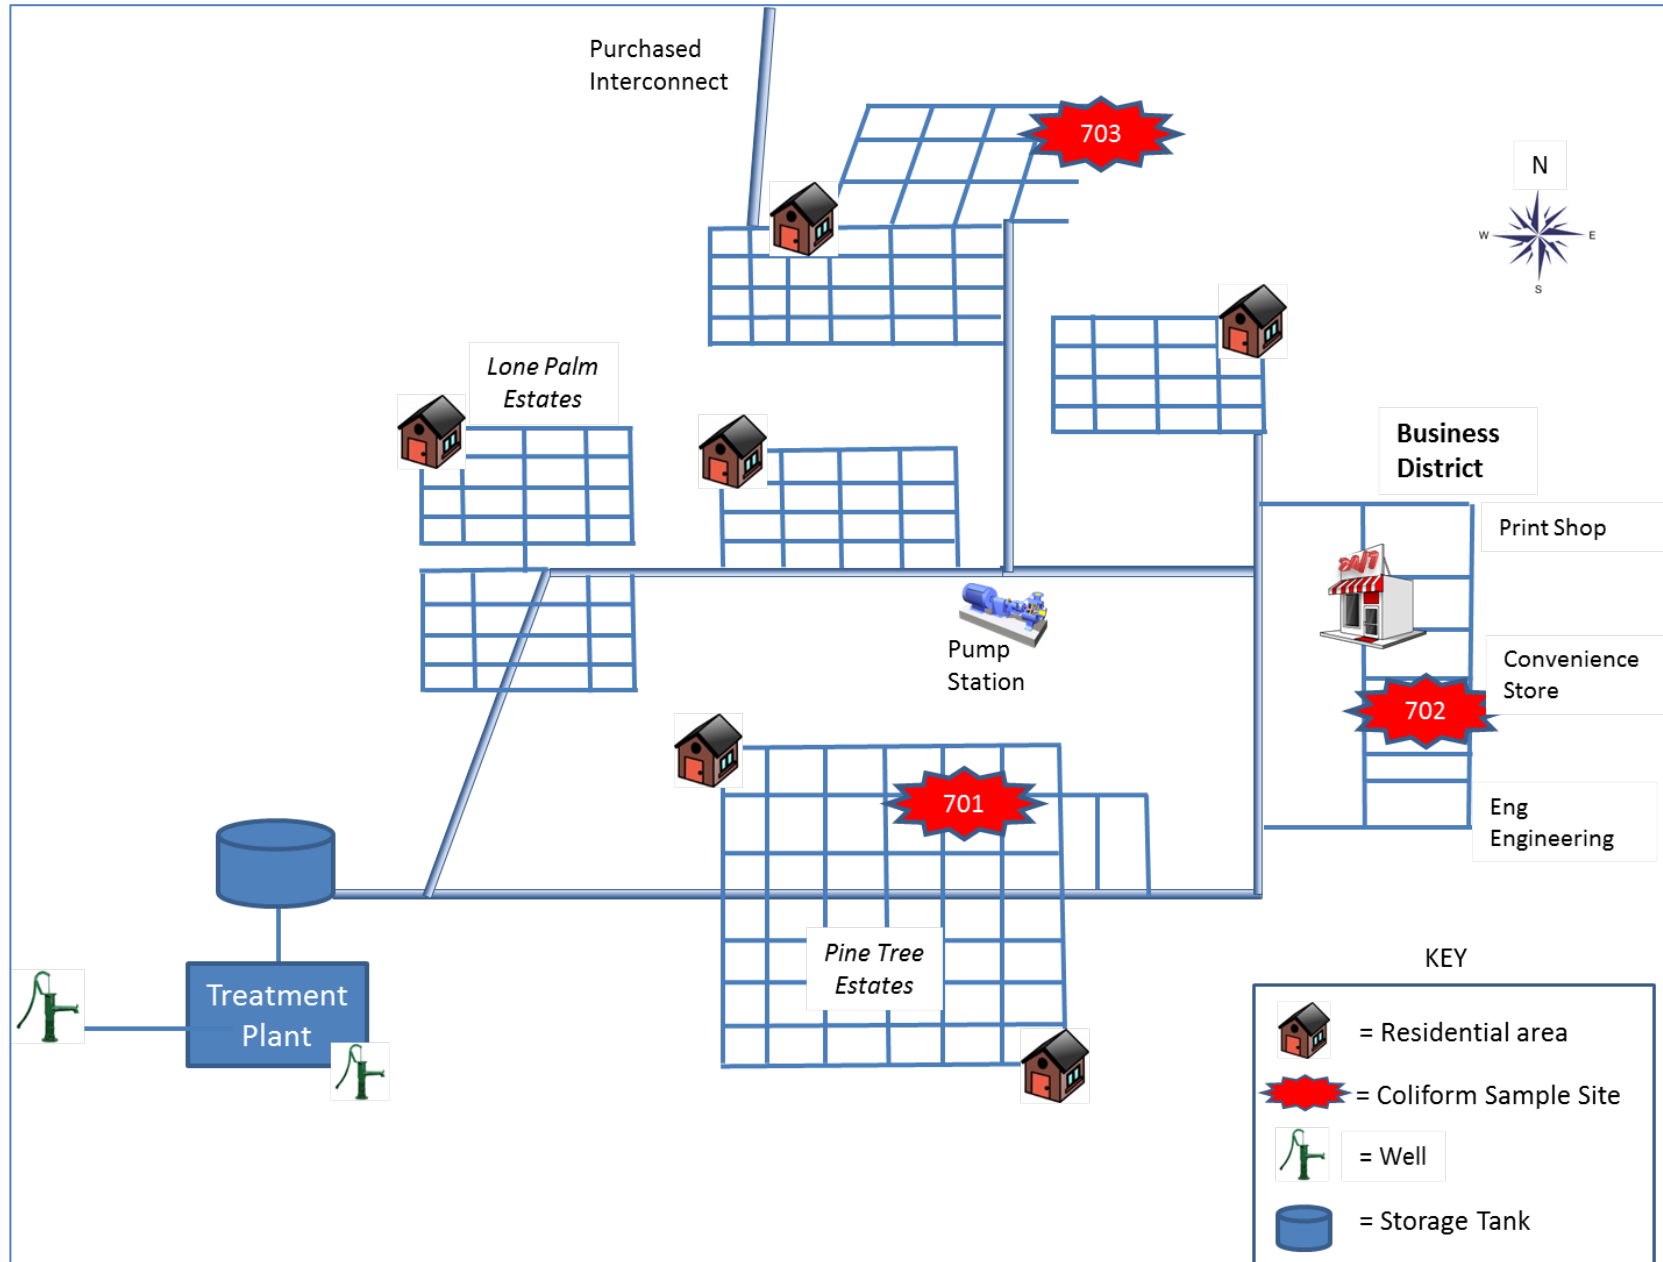 Purchased
Interconnect
703
N
W
E
S
Lone Palm
Estates
Business
District
Print Shop
Pump
Station
Convenience
Store
702
701
Eng
Engineering
Pine Tree
Estates
Treatment
Plant
KEY
= Residential area
= Coliform Sample Site
= Well
= Storage Tank